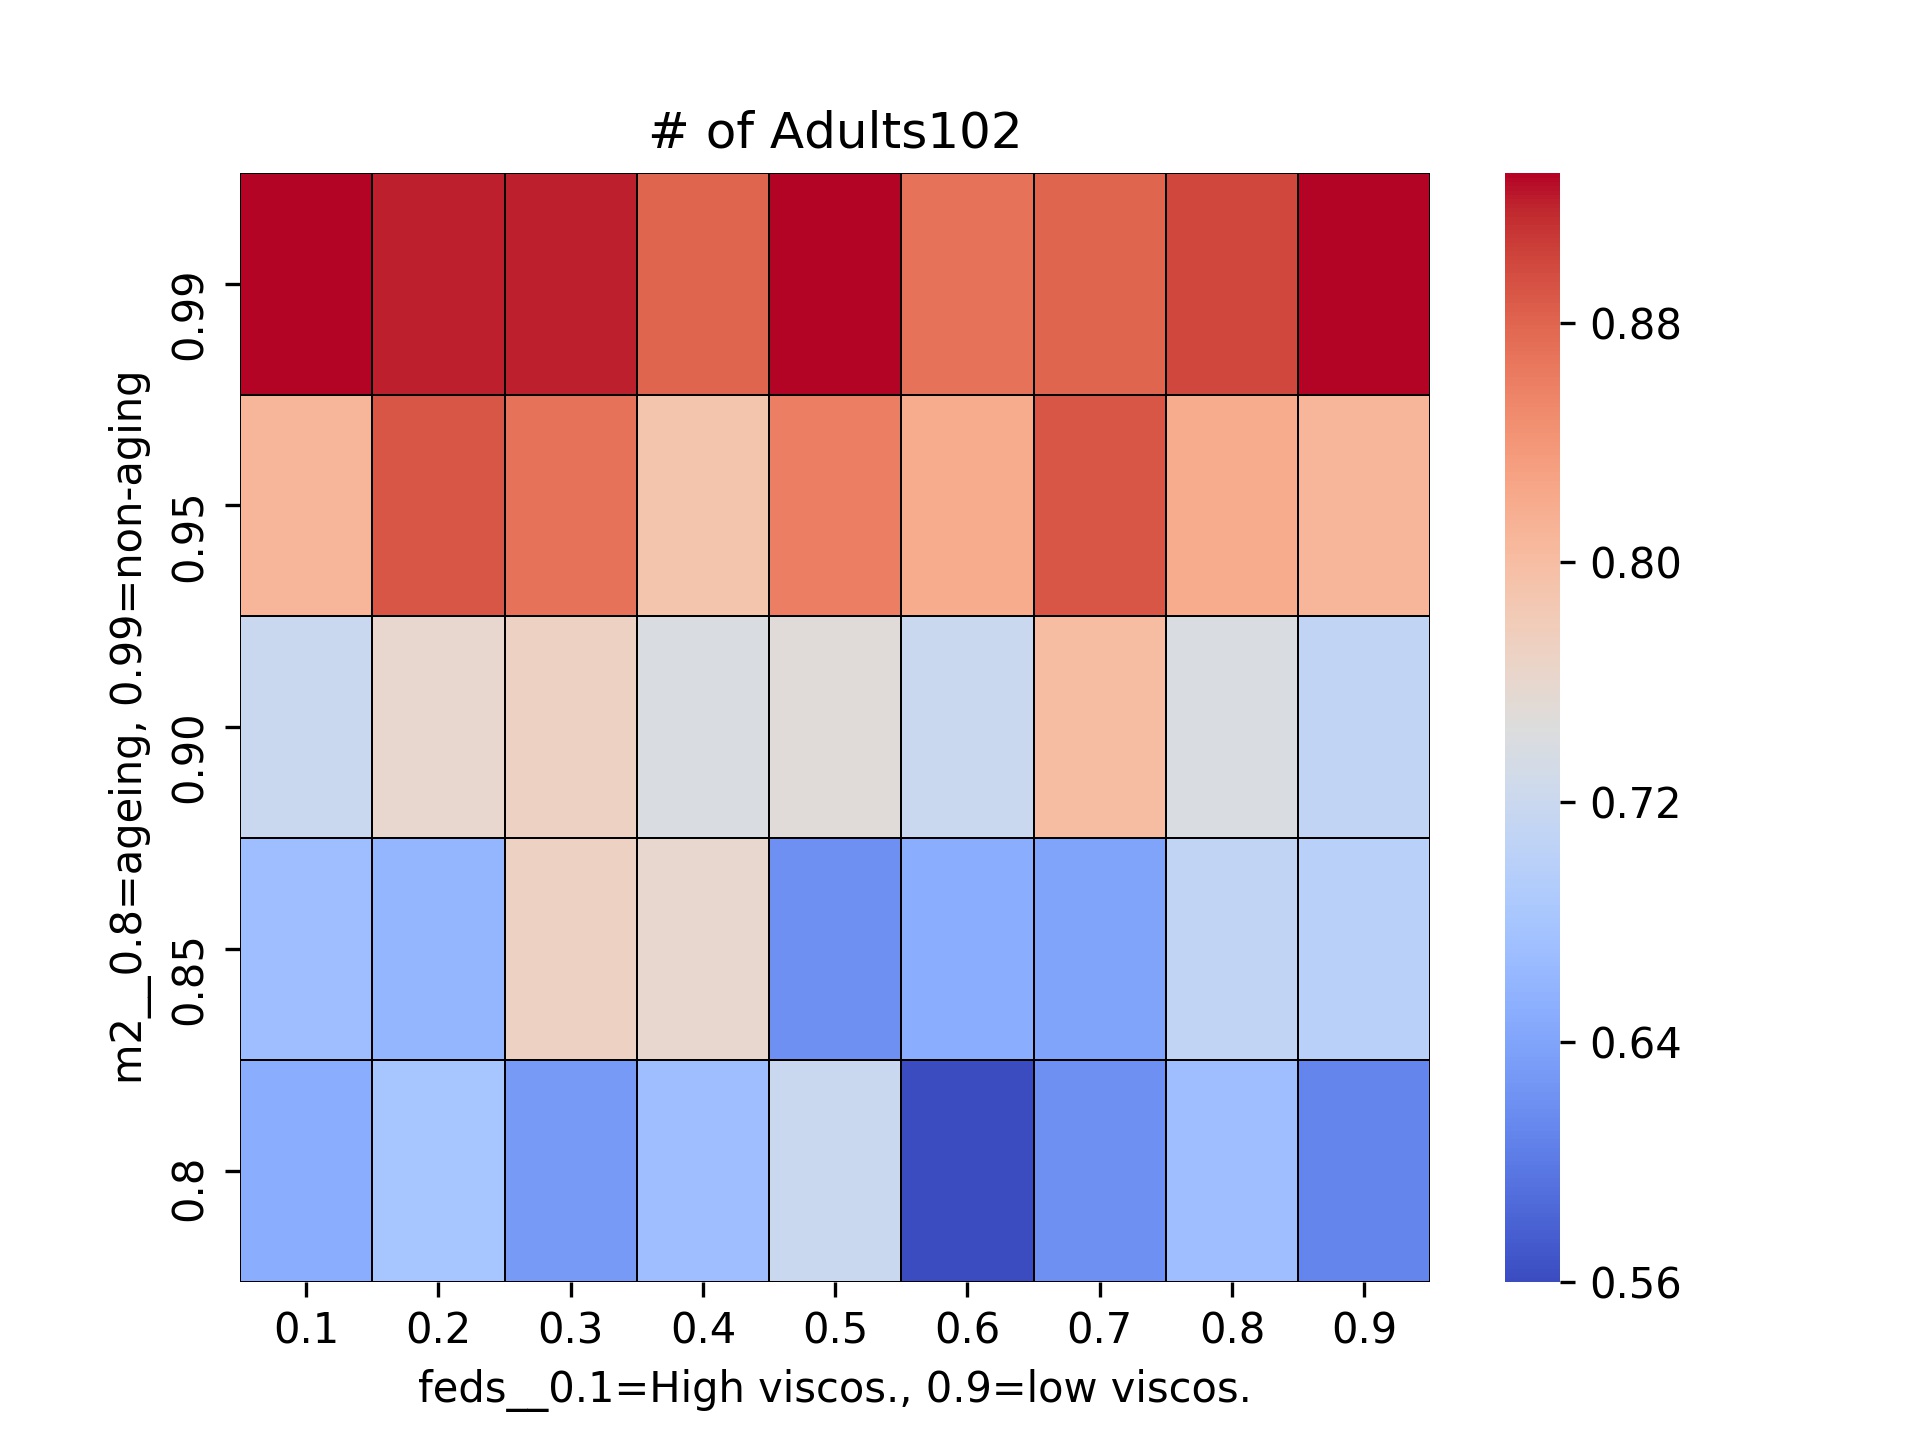 # of Adults102
m2__0.8=ageing, 0.99=non-aging
0.99
0.95
0.90
0.85
0.8
0.1 0.2 0.3 0.4 0.5 0.6 0.7 0.8 0.9
feds__0.1=High viscos., 0.9=low viscos.
0.88
0.80
0.72
0.64
0.56